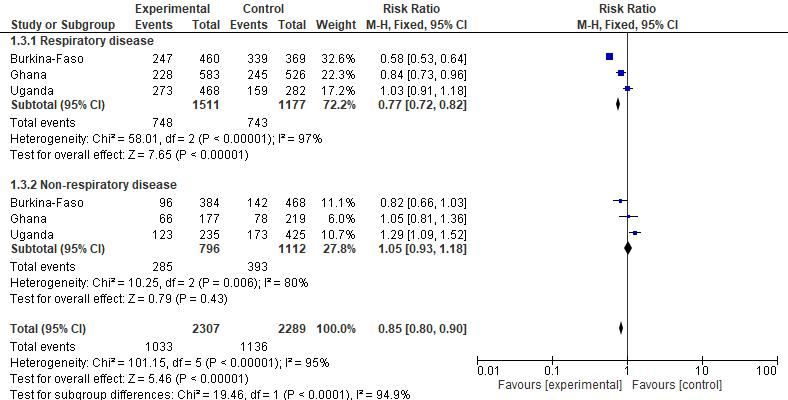 Experimental Control Risk Ratio Risk Ratio
Study or Subgroup Events Total Events Total Weight M-H, Fixed, 95% CI M-H, Fixed, 95% CI
1.3.1 Respiratory disease
Burkina-Faso 247 460 339 369 32.6% 0.58 [0.53, 0.64]
Ghana 228 583 245 526 22.3% 0.84 [0.73, 0.96]
Uganda 273 468 159 282 17.2% 1.03 [0.91, 1.18]
Subtotal (95% CI) 1511 1177 72.2% 0.77 [0.72, 0.82]
Total events 748 743
Heterogeneity: Chi² = 58.01, df = 2 (P < 0.00001); I² = 97%
Test for overall effect: Z = 7.65 (P < 0.00001)
1.3.2 Non-respiratory disease
Burkina-Faso 96 384 142 468 11.1% 0.82 [0.66, 1.03]
Ghana 66 177 78 219 6.0% 1.05 [0.81, 1.36]
Uganda 123 235 173 425 10.7% 1.29 [1.09, 1.52]
Subtotal (95% CI) 796 1112 27.8% 1.05 [0.93, 1.18]
Total events 285 393
Heterogeneity: Chi² = 10.25, df = 2 (P = 0.006); I² = 80%
Test for overall effect: Z = 0.79 (P = 0.43)
Total (95% CI) 2307 2289 100.0% 0.85 [0.80, 0.90]
Total events 1033 1136
Heterogeneity: Chi² = 101.15, df = 5 (P < 0.00001); I² = 95%
Test for overall effect: Z = 5.46 (P < 0.00001)
Test for subgroup differences: Chi² = 19.46, df = 1 (P < 0.0001), I² = 94.9%
0.01 0.1 1 10 100
Favours [experimental] Favours [control]